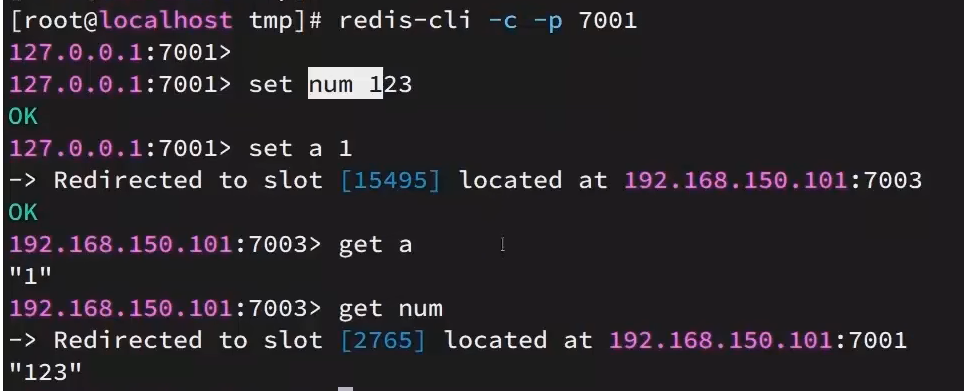 [root@localhost tmp]# redis-cli -c -p 7001
127.0.0.1:7001>
127.0.0.1:7001> set num 123
OK
127.0.0.1:7001> set a 1
-> Redirected to slot [15495] located at 192.168.150.101:7003
OK
192.168.150.101:7003> get a
"1"
192.168.150.101:7003> get num
-> Redirected to slot [2765] located at 192.168.150.101:7001
"123"